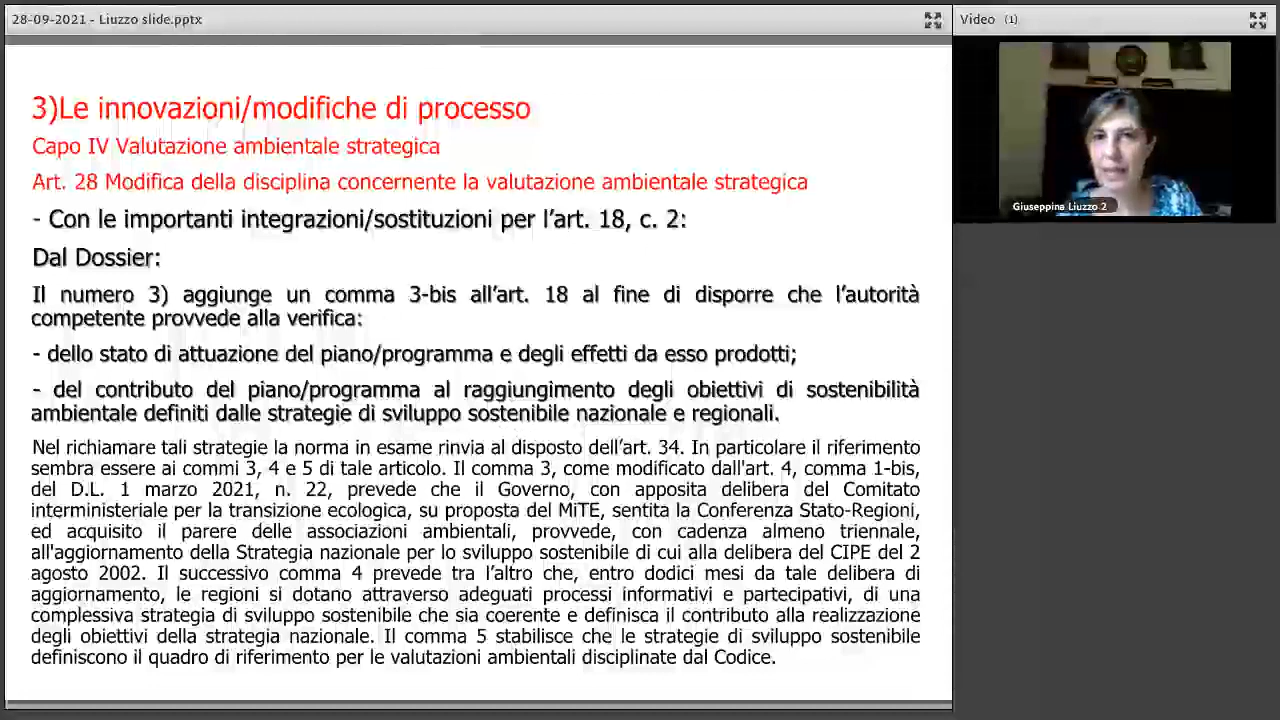 28-09-2021 - Liuzzo slide.pptx
Video (1)
3)Le innovazioni/modifiche di processo
Capo IV Valutazione ambientale strategica
Art. 28 Modifica della disciplina concernente la valutazione ambientale strategica
- Con le importanti integrazioni/sostituzioni per l'art. 18, c. 2:
Dal Dossier:
Il numero 3) aggiunge un comma 3-bis all'art. 18 al fine di disporre che l'autorità
competente provvede alla verifica:
- dello stato di attuazione del piano/programma e degli effetti da esso prodotti;
- del contributo del piano/programma al raggiungimento degli obiettivi di sostenibilità
ambientale definiti dalle strategie di sviluppo sostenibile nazionale e regionali.
Nel richiamare tali strategie la norma in esame rinvia al disposto dell'art. 34. In particolare il riferimento
sembra essere ai commi 3, 4 e 5 di tale articolo. Il comma 3, come modificato dall'art. 4, comma 1-bis,
del D.L. 1 marzo 2021, n. 22, prevede che il Governo, con apposita delibera del Comitato
interministeriale per la transizione ecologica, su proposta del MiTE, sentita la Conferenza Stato-Regioni,
ed acquisito il parere delle associazioni ambientali, provvede, con cadenza almeno triennale,
all'aggiornamento della Strategia nazionale per lo sviluppo sostenibile di cui alla delibera del CIPE del 2
agosto 2002. Il successivo comma 4 prevede tra l'altro che, entro dodici mesi da tale delibera di
aggiornamento, le regioni si dotano attraverso adeguati processi informativi e partecipativi, di una
complessiva strategia di sviluppo sostenibile che sia coerente e definisca il contributo alla realizzazione
degli obiettivi della strategia nazionale. Il comma 5 stabilisce che le strategie di sviluppo sostenibile
definiscono il quadro di riferimento per le valutazioni ambientali disciplinate dal Codice.
Giuseppina Liuzzo 2